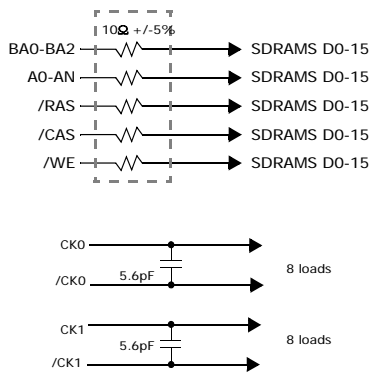 10Ω +/-5%
BA0-BA2 SDRAMS D0-15
A0-AN SDRAMS D0-15
/RAS SDRAMS D0-15
/CAS SDRAMS D0-15
/WE SDRAMS D0-15
CK0
5.6pF 8 loads
/CK0
CK1
5.6pF 8 loads
/CK1